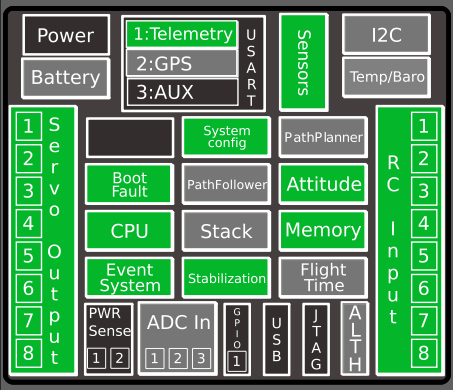 Power
Battery
1:Telemetry
2:GPS
3:AUX
USART
Sensors
I2C
Temp/Baro
1
2
3
4
5
6
7
8
Servo Output
System
config
PathPlanner
Boot
Fault
PathFollower
Attitude
CPU
Stack
Memory
Event
System
Stabilization
Flight
Time
RC Input
1
2
3
4
5
6
7
8
PWR
Sense
1 2
ADC In
1 2 3
GPIO
1
USB
JTAG
ALTH